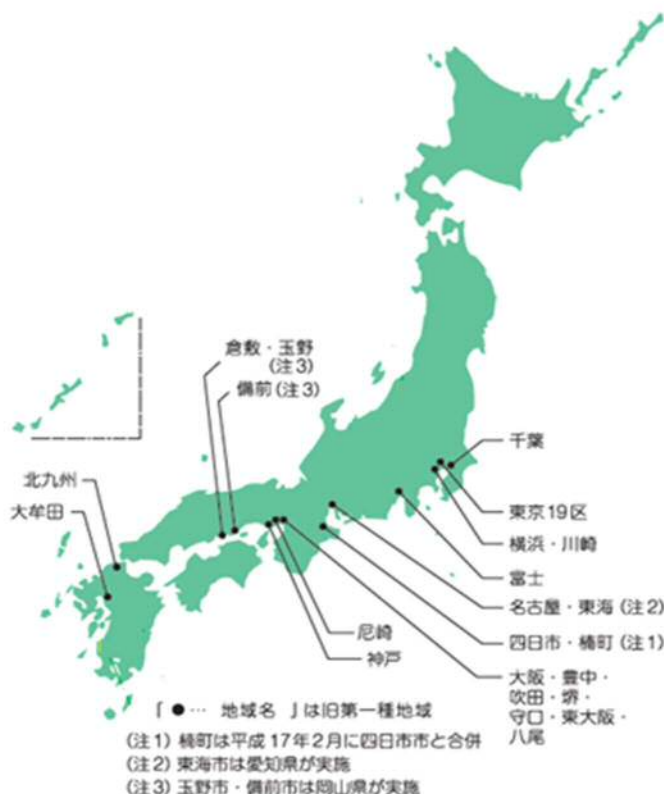 倉敷・玉野
(注3)
備前(注3)
北九州
大牟田
千葉
東京19区
横浜・川崎
富士
名古屋・東海(注2)
四日市・楠町(注1)
尼崎
神戸
大阪・豊中・
吹田・堺・
守口・東大阪・
八尾
「 ●… 地域名 」は旧第一種地域
(注1) 楠町は平成17年2月に四日市市と合併
(注2) 東海市は愛知県が実施
(注3) 玉野市・備前市は岡山県が実施